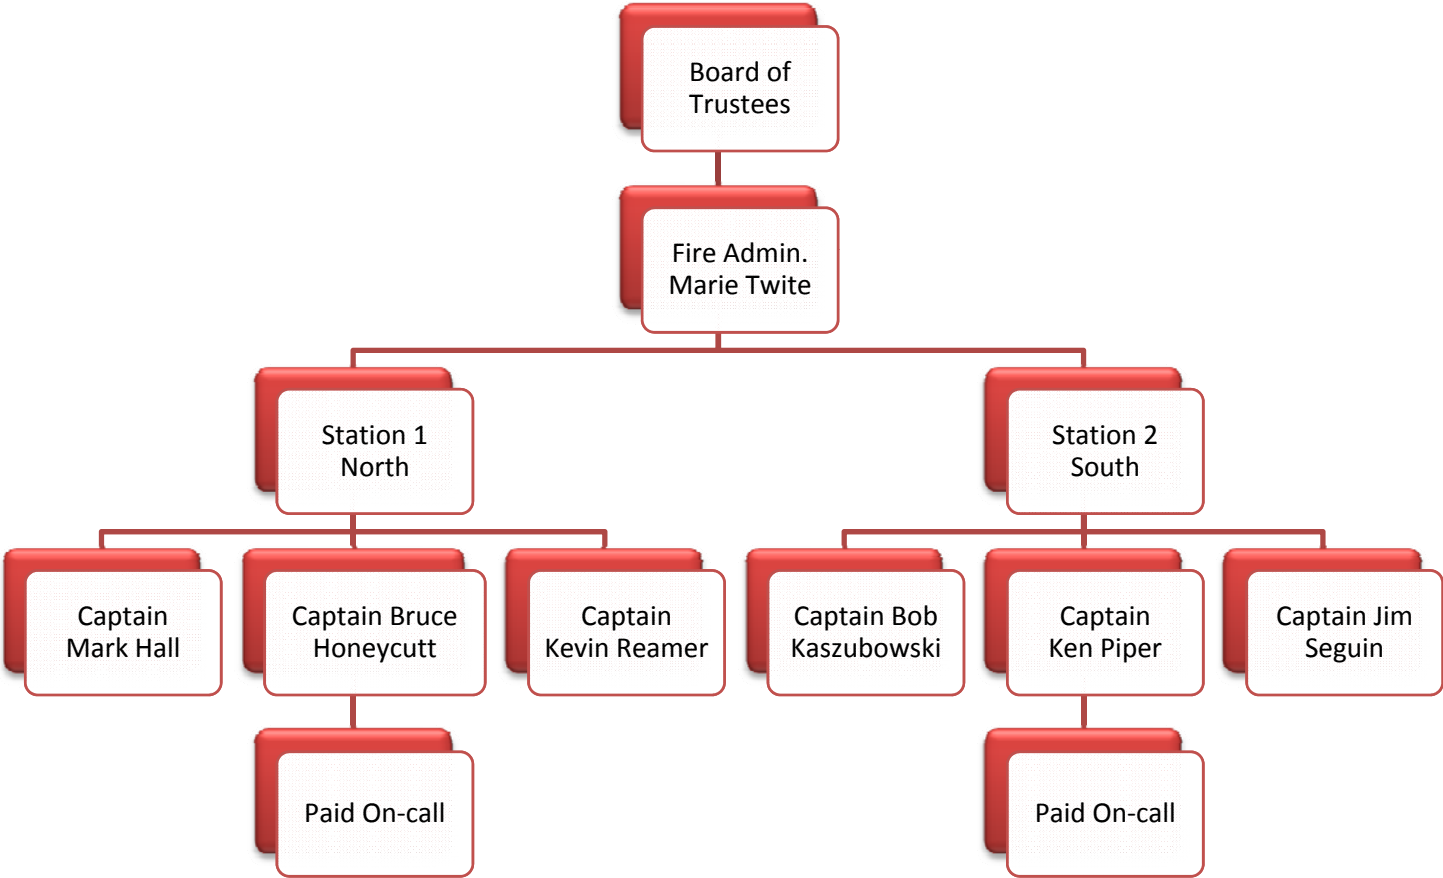 Board of
Trustees
Fire Admin.
Marie Twite
Station 1
North
Station 2
South
Captain
Mark Hall
Captain Bruce
Honeycutt
Captain
Kevin Reamer
Captain Bob
Kaszubowski
Captain
Ken Piper
Captain Jim
Seguin
Paid On-call
Paid On-call